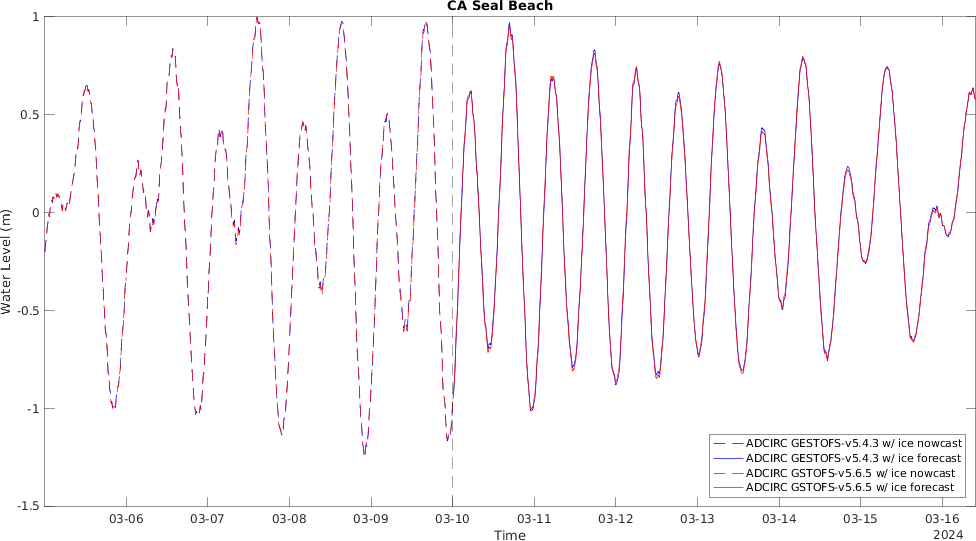 CA Seal Beach
1
0.5
0
-0.5
-1
-1.5
Water Level (m)
ADCIRC GESTOFS-v5.4.3 w/ ice nowcast
ADCIRC GESTOFS-v5.4.3 w/ ice forecast
ADCIRC GSTOFS-v5.6.5 w/ ice nowcast
ADCIRC GSTOFS-v5.6.5 w/ ice forecast
03-06 03-07 03-08 03-09 03-10 03-11 03-12 03-13 03-14 03-15 03-16
Time
2024